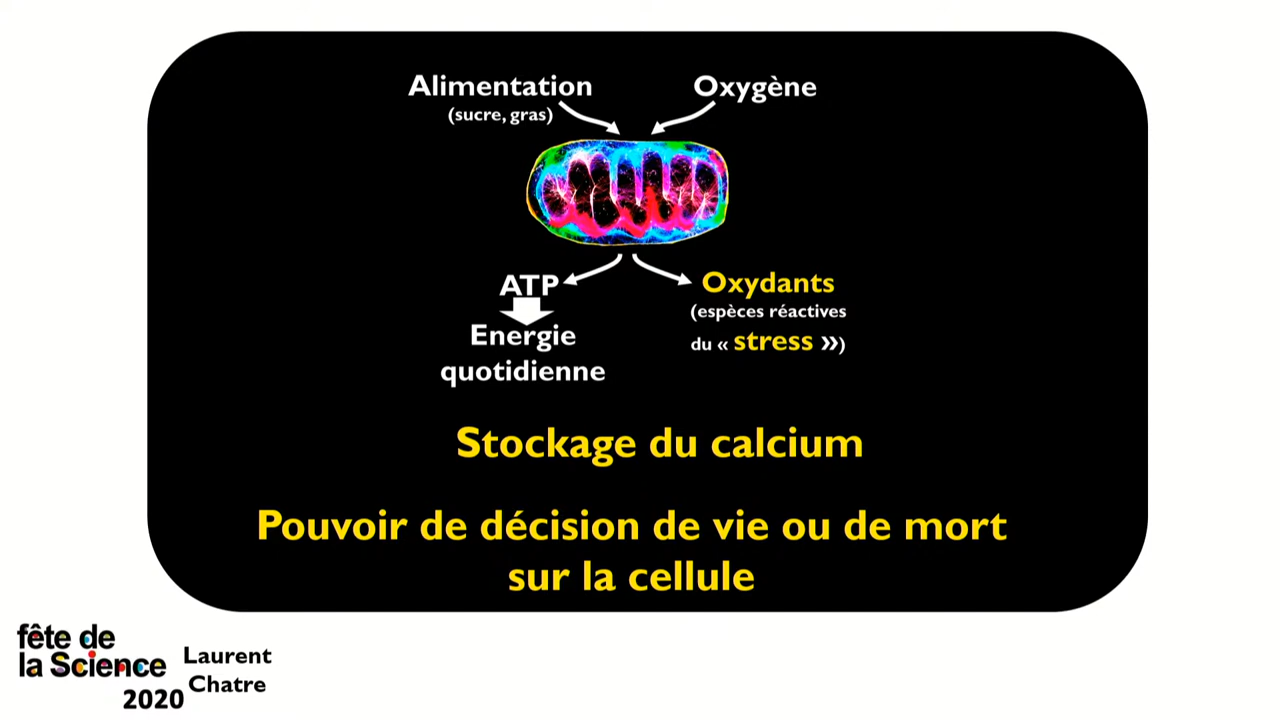 Alimentation
(sucre, gras)
Oxygène
ATP
Energie
quotidienne
Oxydants
(espèces réactives
du « stress »)
Stockage du calcium
Pouvoir de décision de vie ou de mort
sur la cellule
fête de
la Science
2020
Laurent
Chatre